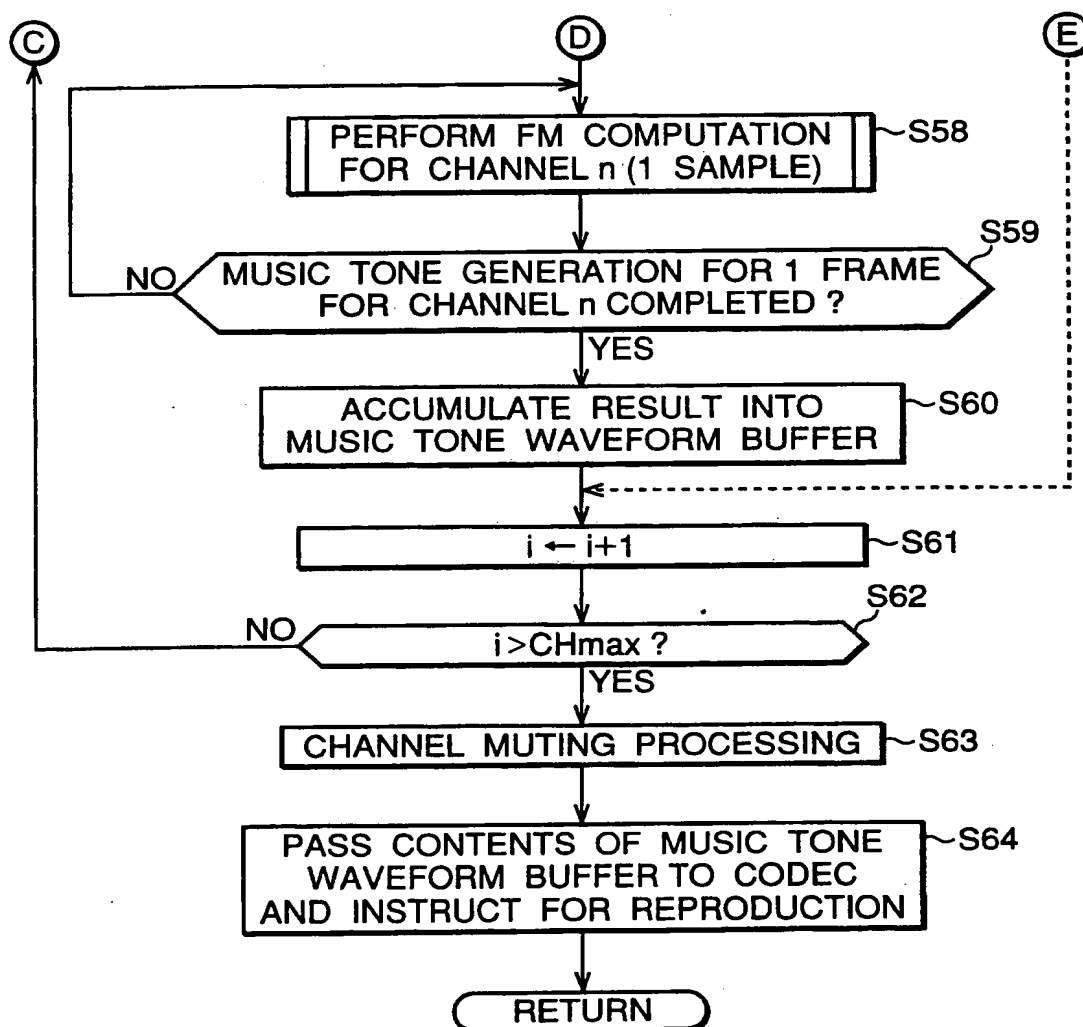 C
D
E
PERFORM FM COMPUTATION
FOR CHANNEL n (1 SAMPLE)
S58
S59
NO
MUSIC TONE GENERATION FOR 1 FRAME
FOR CHANNEL n COMPLETED ?
YES
ACCUMULATE RESULT INTO
MUSIC TONE WAVEFORM BUFFER
S60
i ← i+1
S61
S62
NO
i >CHmax ?
YES
CHANNEL MUTING PROCESSING
S63
PASS CONTENTS OF MUSIC TONE
WAVEFORM BUFFER TO CODEC
AND INSTRUCT FOR REPRODUCTION
S64
RETURN